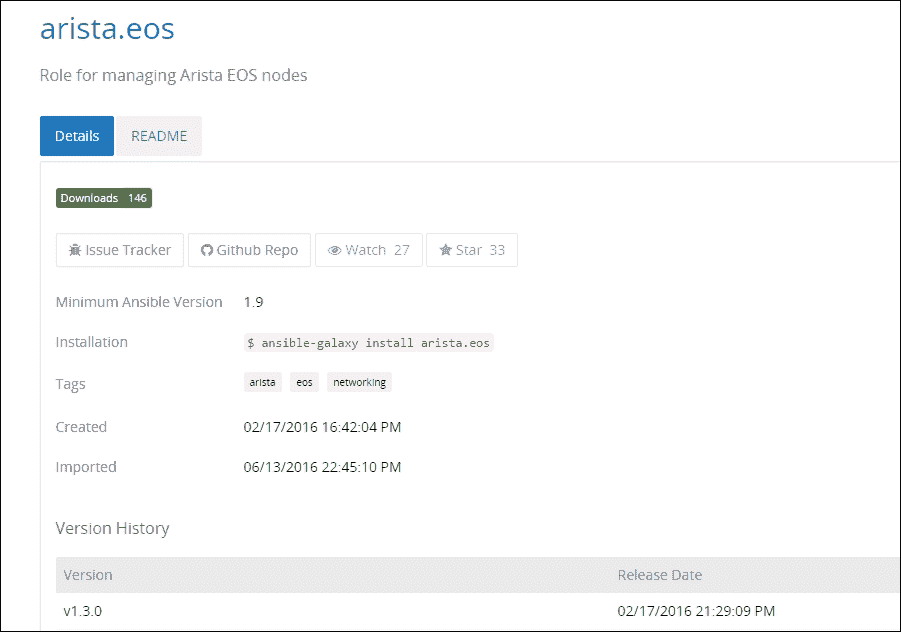 arista.eos
Role for managing Arista EOS nodes
Details README
Downloads 146
Issue Tracker Github Repo Watch 27 Star 33
Minimum Ansible Version 1.9
Installation $ ansible-galaxy install arista.eos
Tags arista eos networking
Created 02/17/2016 16:42:04 PM
Imported 06/13/2016 22:45:10 PM
Version History
Version Release Date
v1.3.0 02/17/2016 21:29:09 PM